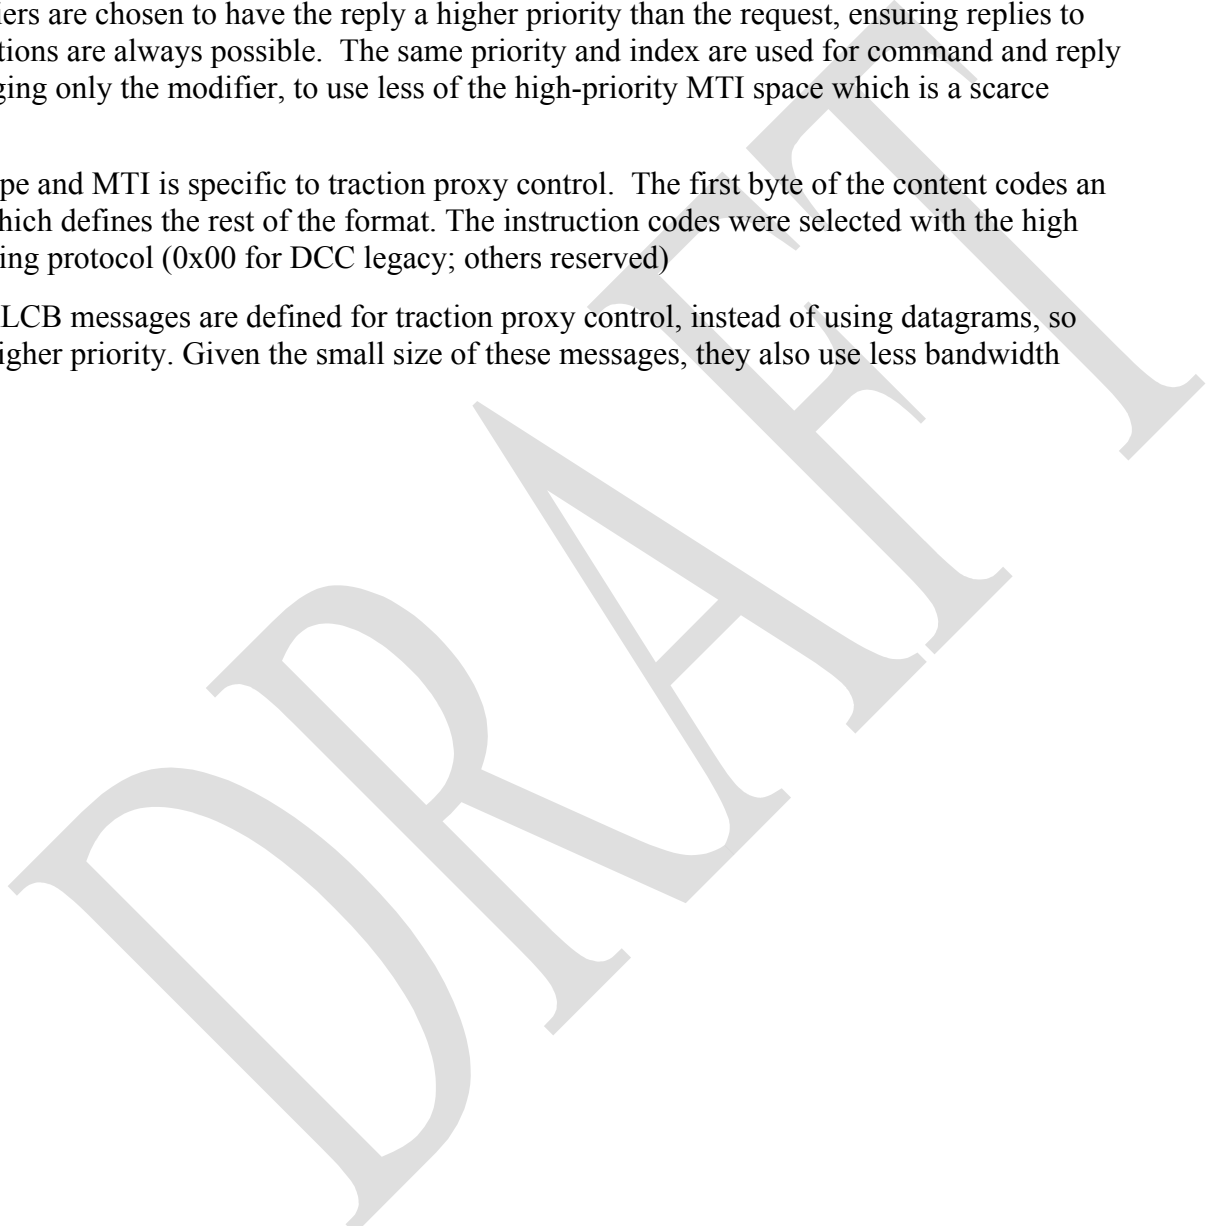 iers are chosen to have the reply a higher priority than the request, ensuring replies to
tions are always possible.  The same priority and index are used for command and reply
ging only the modifier, to use less of the high-priority MTI space which is a scarce
pe and MTI is specific to traction proxy control.  The first byte of the content codes an
hich defines the rest of the format. The instruction codes were selected with the high
ing protocol (0x00 for DCC legacy; others reserved)
LCB messages are defined for traction proxy control, instead of using datagrams, so
igher priority. Given the small size of these messages, they also use less bandwidth
DRAFT